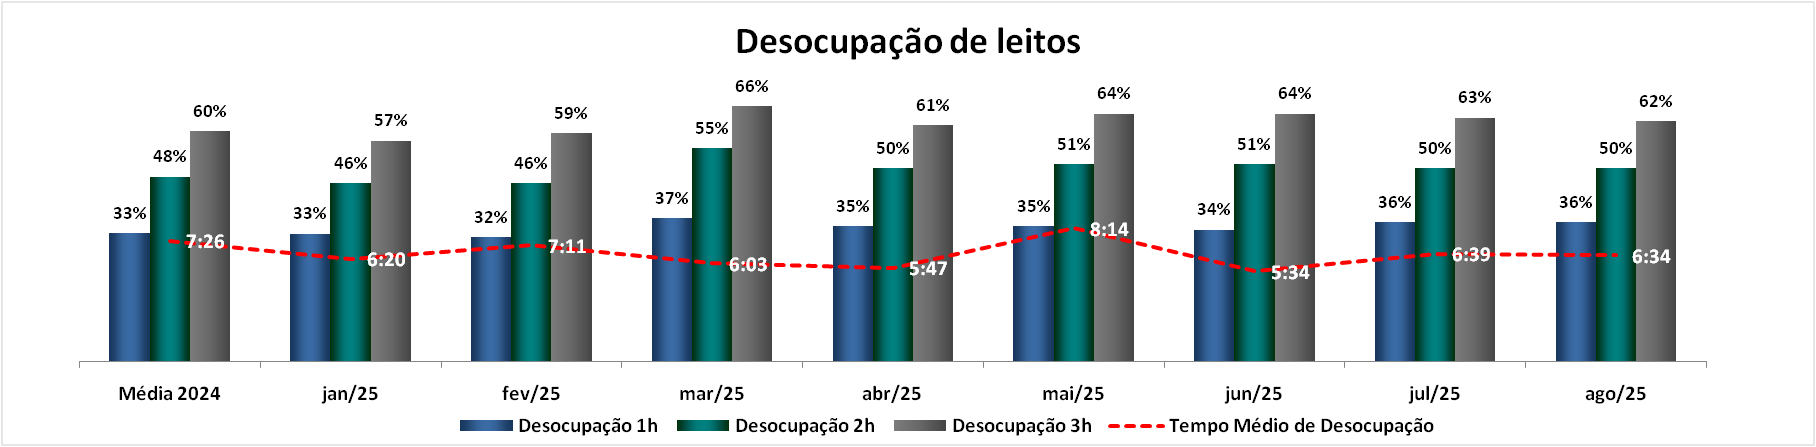 Desocupação de leitos
33% 48% 60% 7:26
33% 46% 57% 6:20
32% 46% 59% 7:11
37% 55% 66% 6:03
35% 50% 61% 5:47
35% 51% 64% 8:14
34% 51% 64% 5:34
36% 50% 63% 6:39
36% 50% 62% 6:34
Média 2024 jan/25 fev/25 mar/25 abr/25 mai/25 jun/25 jul/25 ago/25
Desocupação 1h Desocupação 2h Desocupação 3h Tempo Médio de Desocupação